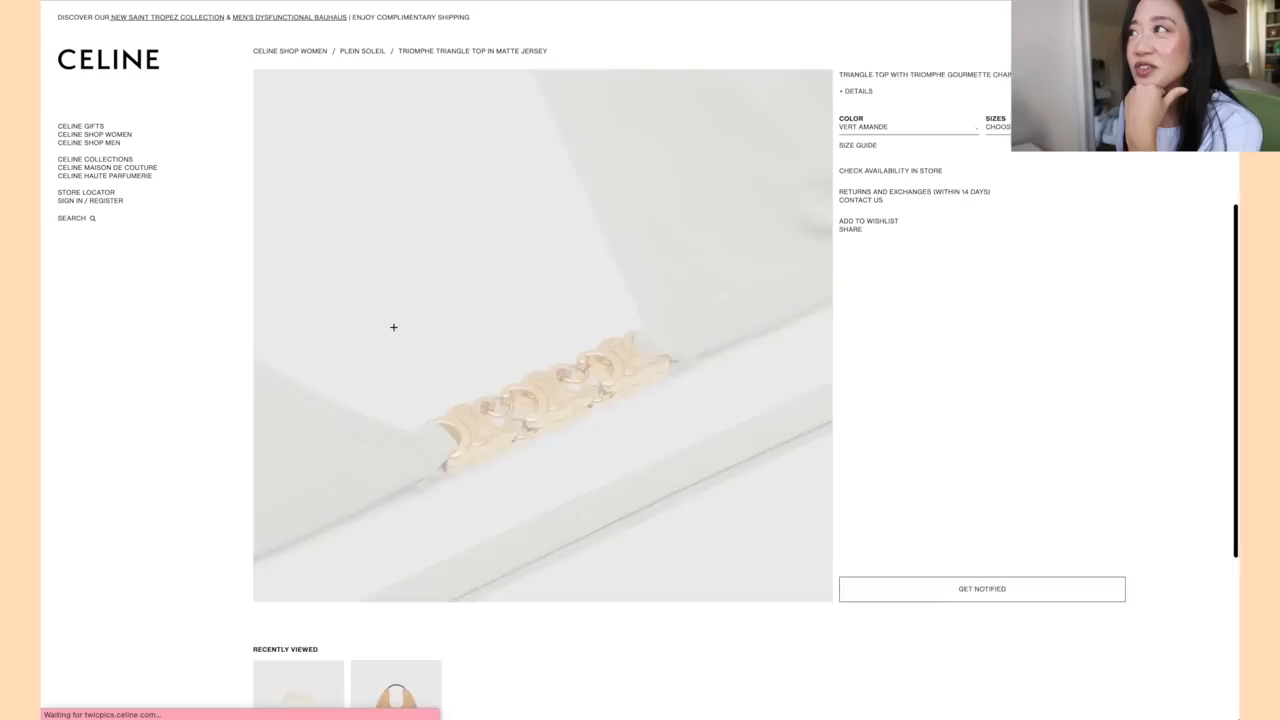 DISCOVER OUR NEW SAINT TROPEZ COLLECTION & MEN'S DYSFUNCTIONAL BAUHAUS | ENJOY COMPLIMENTARY SHIPPING
CELINE
CELINE SHOP WOMEN / PLEIN SOLEIL / TRIOMPHE TRIANGLE TOP IN MATTE JERSEY
CELINE GIFTS
CELINE SHOP WOMEN
CELINE SHOP MEN
CELINE COLLECTIONS
CELINE MAISON DE COUTURE
CELINE HAUTE PARFUMERIE
STORE LOCATOR
SIGN IN / REGISTER
SEARCH
TRIANGLE TOP WITH TRIOMPHE GOURMETTE CHAIN
+ DETAILS
COLOR SIZES
VERT AMANDE CHOOS
SIZE GUIDE
CHECK AVAILABILITY IN STORE
RETURNS AND EXCHANGES (WITHIN 14 DAYS)
CONTACT US
ADD TO WISHLIST
SHARE
GET NOTIFIED
RECENTLY VIEWED
Waiting for twicpics.celine.com...